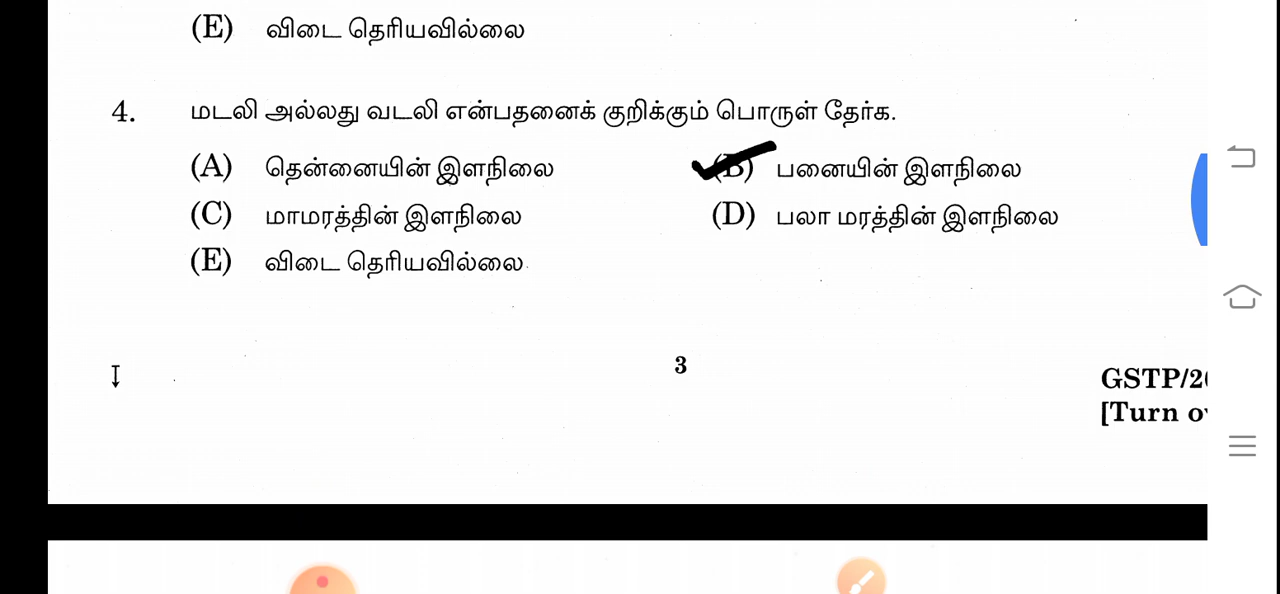 (E) விடை தெரியவில்லை
4. மடலி அல்லது வடலி என்பதனைக் குறிக்கும் பொருள் தேர்க.
(A) தென்னையின் இளநிலை (B) பனையின் இளநிலை
(C) மாமரத்தின் இளநிலை (D) பலா மரத்தின் இளநிலை
(E) விடை தெரியவில்லை
3
GSTP/2
[Turn o